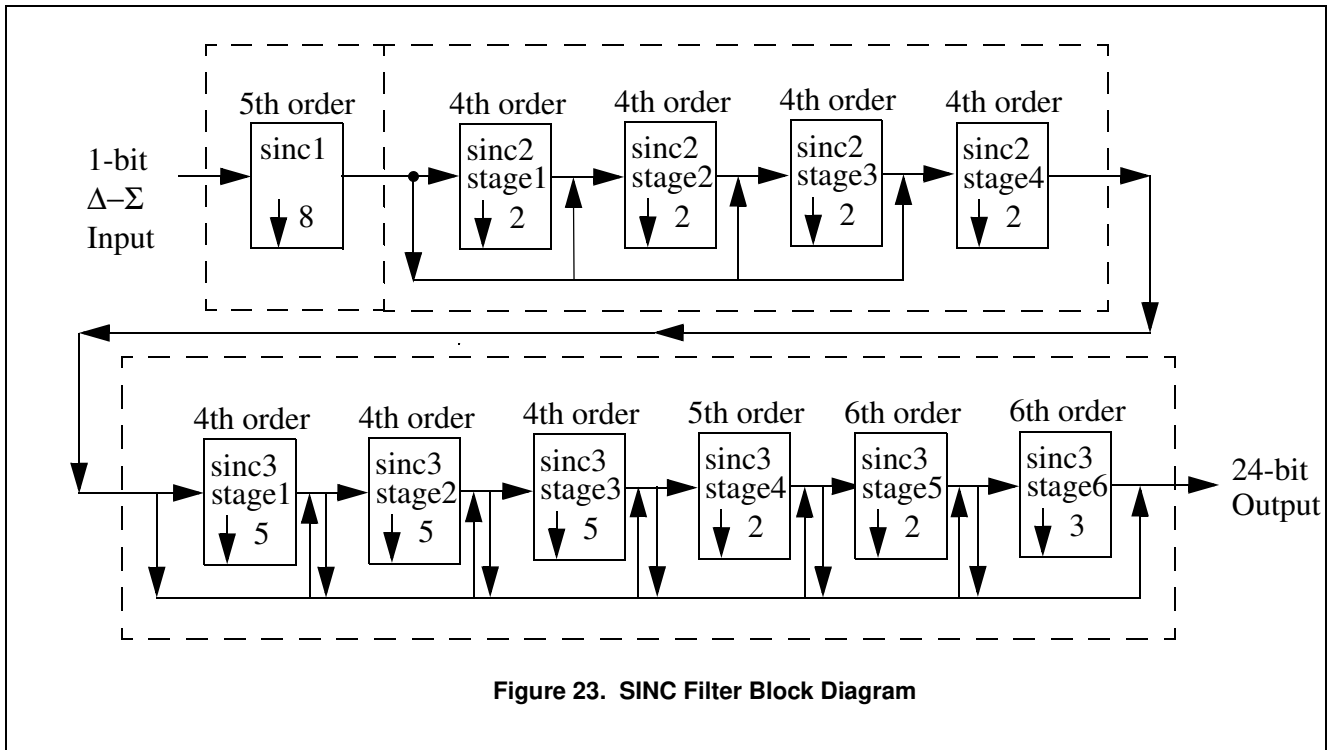 5th order
4th order
4th order
4th order
4th order
1-bit
Δ–Σ
Input
sinc1
8
sinc2
stage1
2
sinc2
stage2
2
sinc2
stage3
2
sinc2
stage4
2
4th order
4th order
4th order
5th order
6th order
6th order
sinc3
stage1
5
sinc3
stage2
5
sinc3
stage3
5
sinc3
stage4
2
sinc3
stage5
2
sinc3
stage6
3
24-bit
Output
Figure 23. SINC Filter Block Diagram